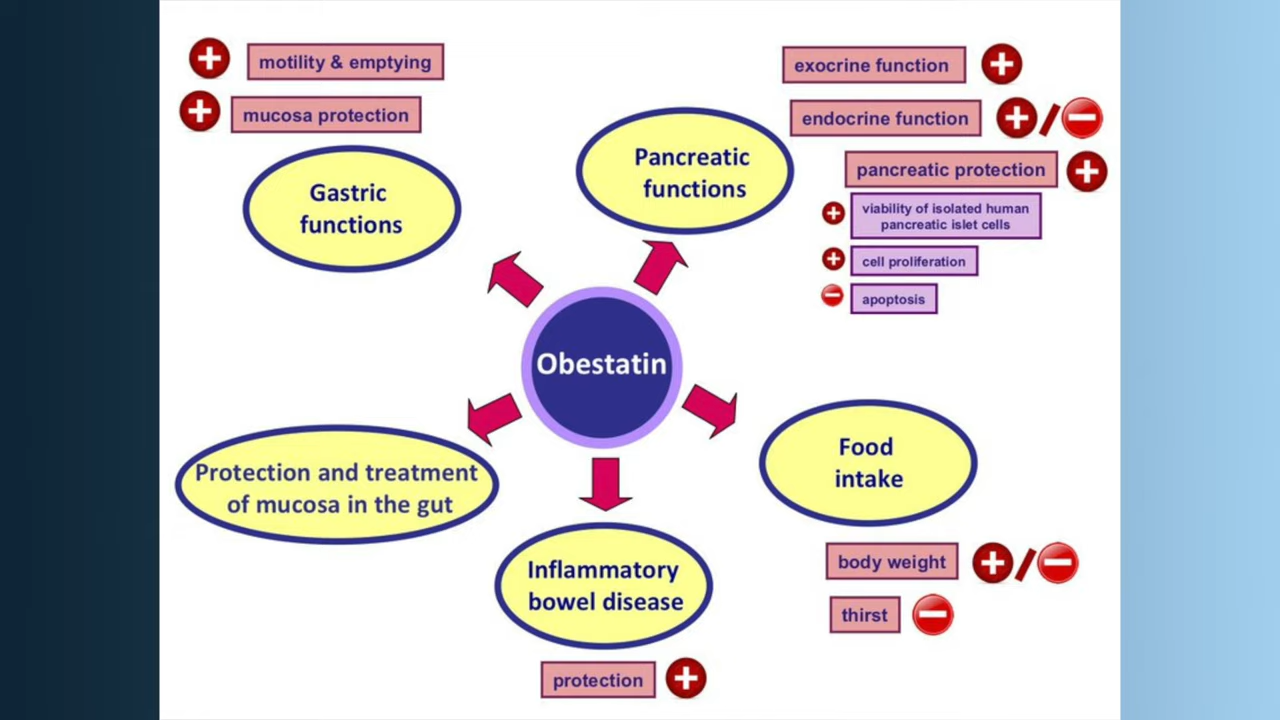 motility & emptying
mucosa protection
Gastric
functions
Pancreatic
functions
exocrine function
endocrine function
/
pancreatic protection
viability of isolated human
pancreatic islet cells
cell proliferation
apoptosis
Obestatin
Protection and treatment
of mucosa in the gut
Inflammatory
bowel disease
protection
Food
intake
body weight
/
thirst